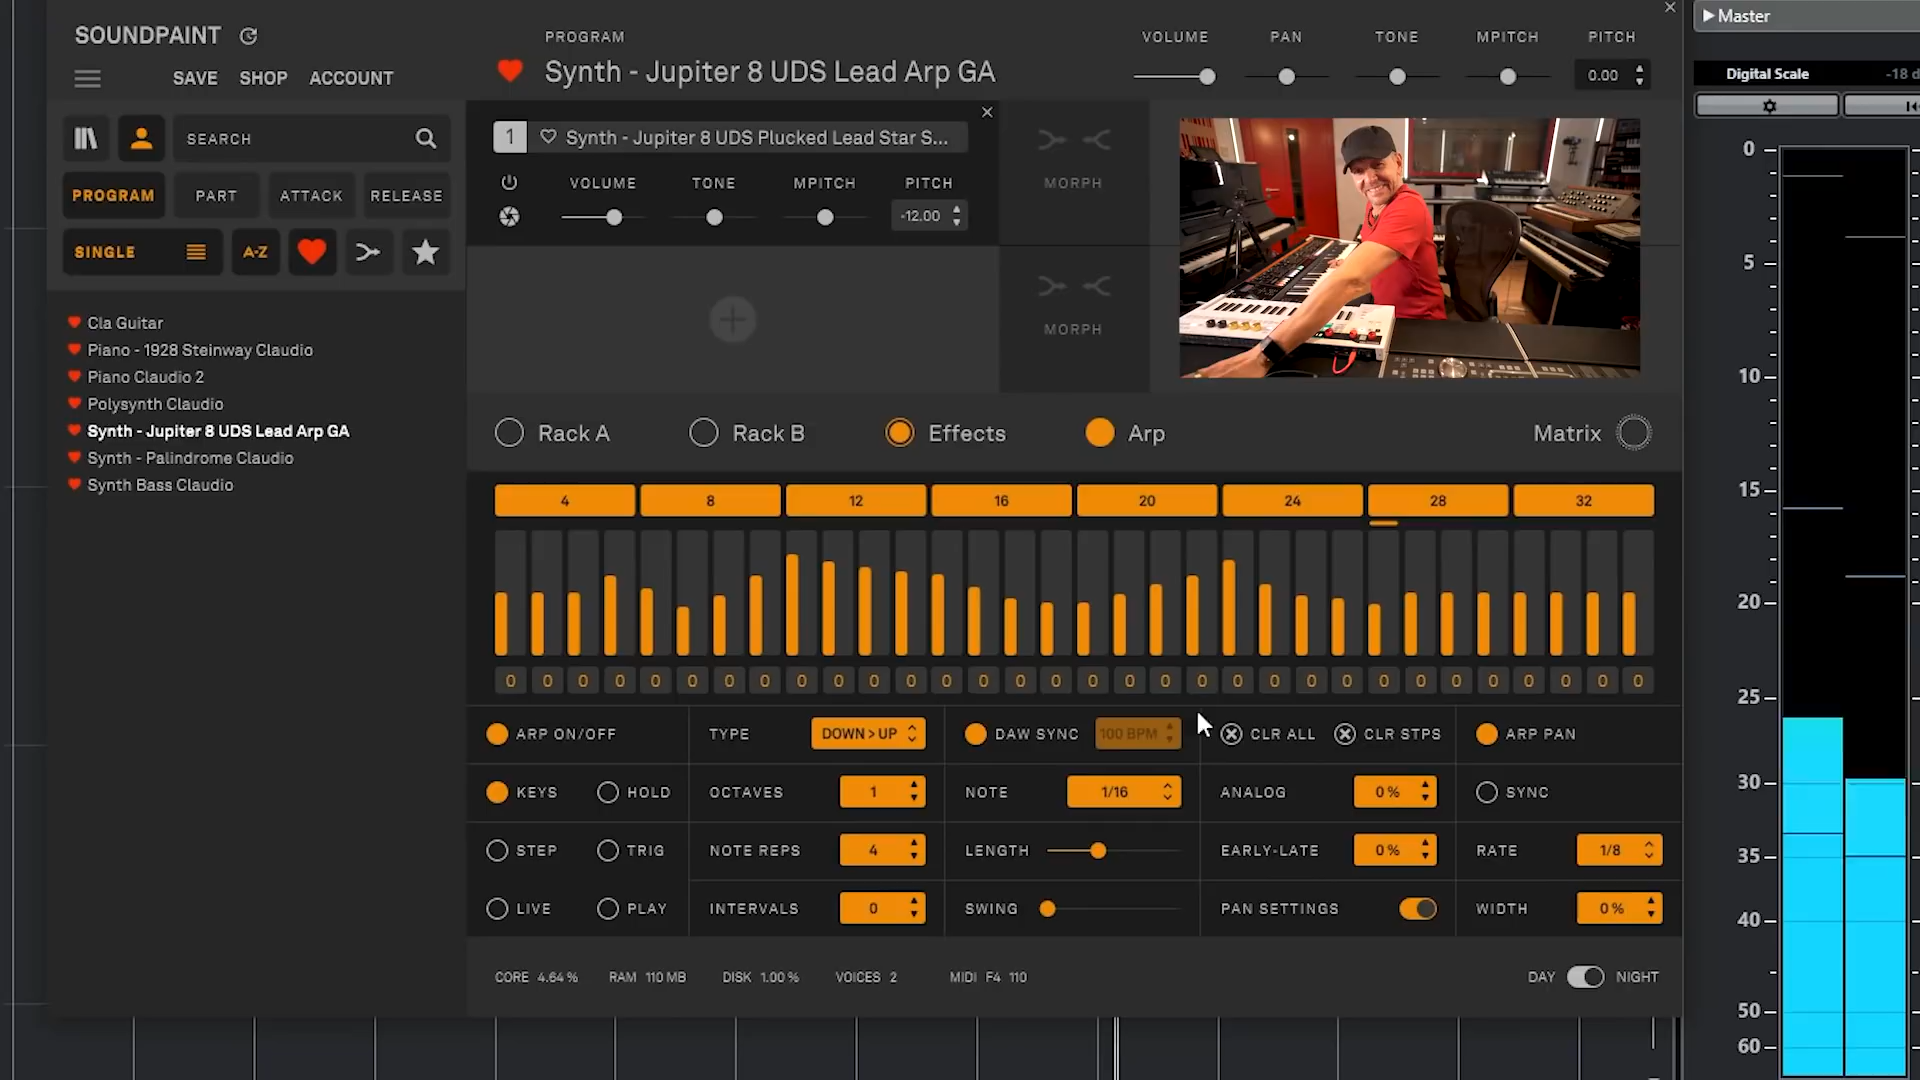 SOUNDPAINT
SAVE SHOP ACCOUNT
SEARCH
PROGRAM PART ATTACK RELEASE
SINGLE A-Z
Cla Guitar
Piano - 1928 Steinway Claudio
Piano Claudio 2
Polysynth Claudio
Synth - Jupiter 8 UDS Lead Arp GA
Synth - Palindrome Claudio
Synth Bass Claudio
PROGRAM
Synth - Jupiter 8 UDS Lead Arp GA
VOLUME PAN TONE MPITCH PITCH
0.00
1 Synth - Jupiter 8 UDS Plucked Lead Star S...
VOLUME TONE MPITCH PITCH
-12.00
MORPH
MORPH
Rack A Rack B Effects Arp Matrix
4 8 12 16 20 24 28 32
0 0 0 0 0 0 0 0 0 0 0 0 0 0 0 0 0 0 0 0 0 0 0 0 0 0 0 0 0 0 0 0
ARP ON/OFF TYPE DOWN>UP DAW SYNC 100 BPM CLR ALL CLR STPS ARP PAN
KEYS HOLD OCTAVES 1 NOTE 1/16 ANALOG 0 % SYNC
STEP TRIG NOTE REPS 4 LENGTH EARLY-LATE 0 % RATE 1/8
LIVE PLAY INTERVALS 0 SWING PAN SETTINGS WIDTH 0 %
CORE 4.64 % RAM 110 MB DISK 1.00 % VOICES 2 MIDI F4 110 DAY NIGHT
Master
Digital Scale -18 d
0
5
10
15
20
25
30
35
40
50
60